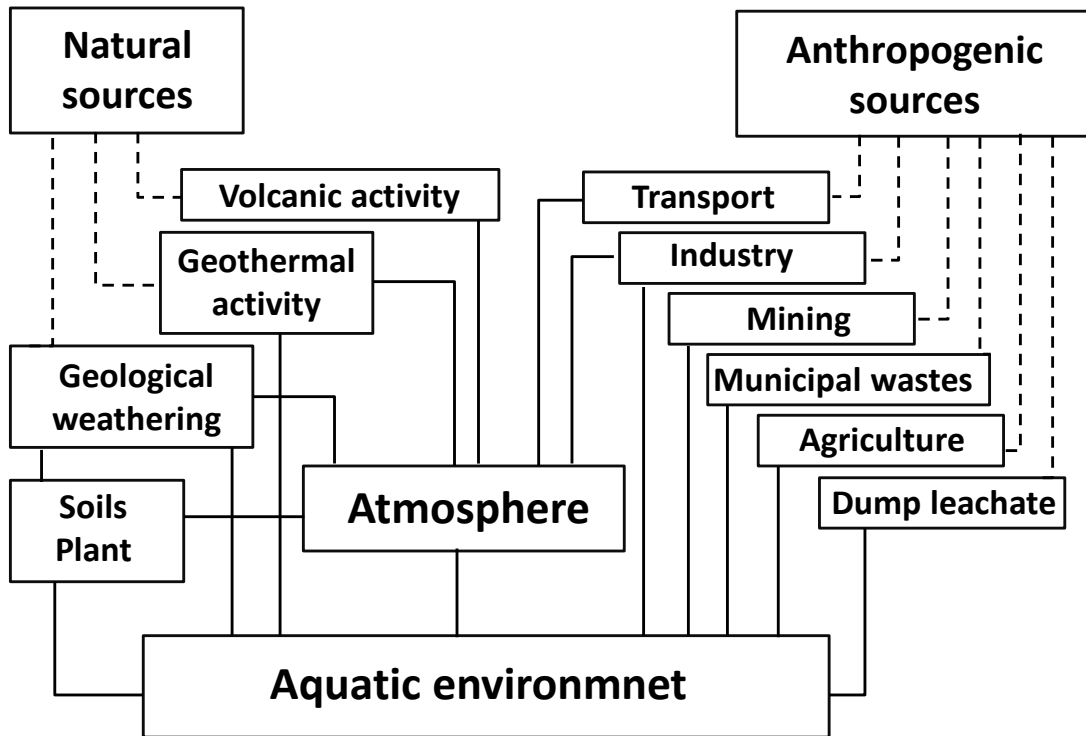 Natural
sources
Anthropogenic
sources
Volcanic activity
Transport
Geothermal
activity
Industry
Mining
Geological
weathering
Municipal wastes
Agriculture
Soils
Plant
Atmosphere
Dump leachate
Aquatic environmnet